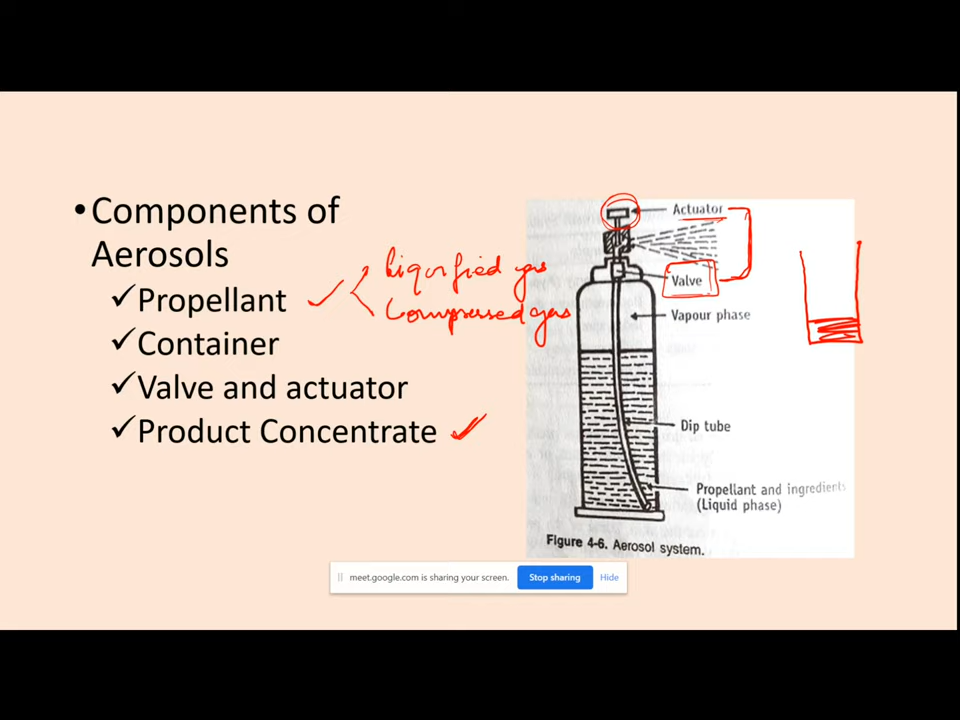 •Components of
Aerosols
✓Propellant
Liquified gas
Compressed gas
✓Container
✓Valve and actuator
✓Product Concentrate
Actuator
Valve
Vapour phase
Dip tube
Propellant and ingredients
(Liquid phase)
Figure 4-6. Aerosol system.
meet.google.com is sharing your screen.
Stop sharing
Hide